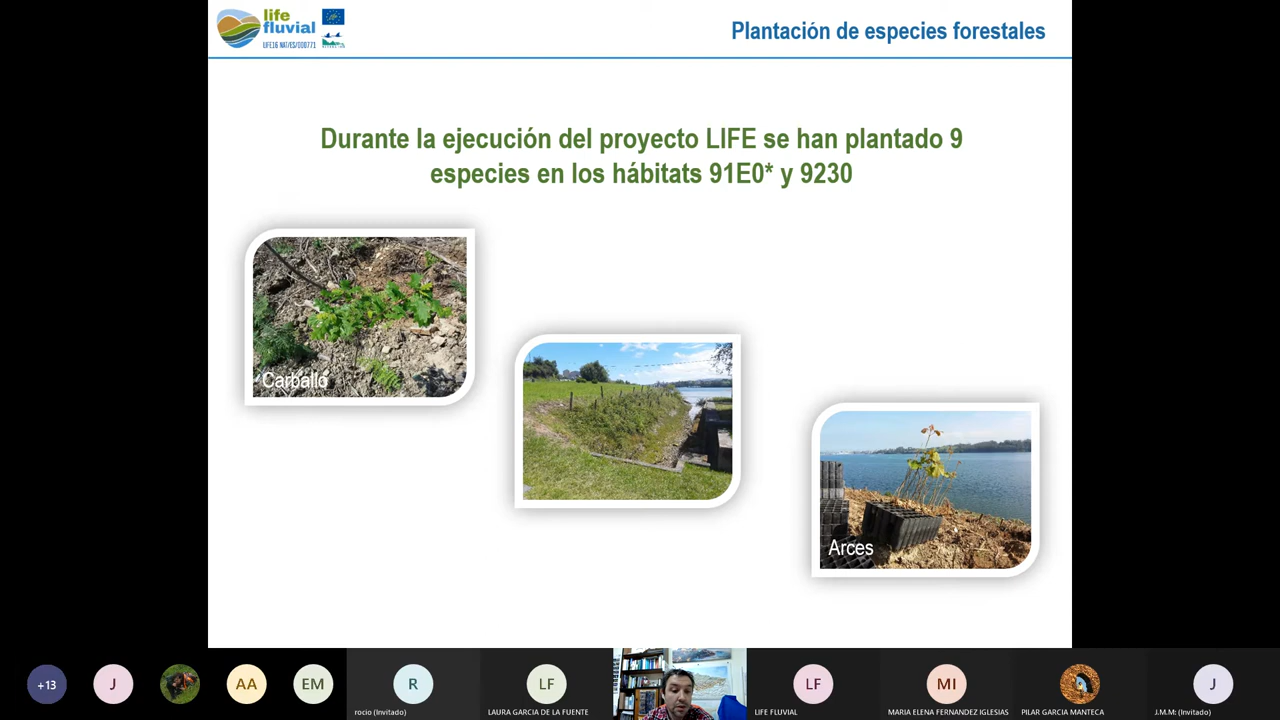 life
fluvial
LIFE16 NAT/ES/000771
Plantación de especies forestales
Durante la ejecución del proyecto LIFE se han plantado 9
especies en los hábitats 91E0* y 9230
Carballo
Arces
+13
J
AA
EM
R
LF
LF
MI
J
rocio (Invitado)
LAURA GARCIA DE LA FUENTE
LIFE FLUVIAL
MARIA ELENA FERNANDEZ IGLESIAS
PILAR GARCIA MANTECA
J.M.M: (Invitado)